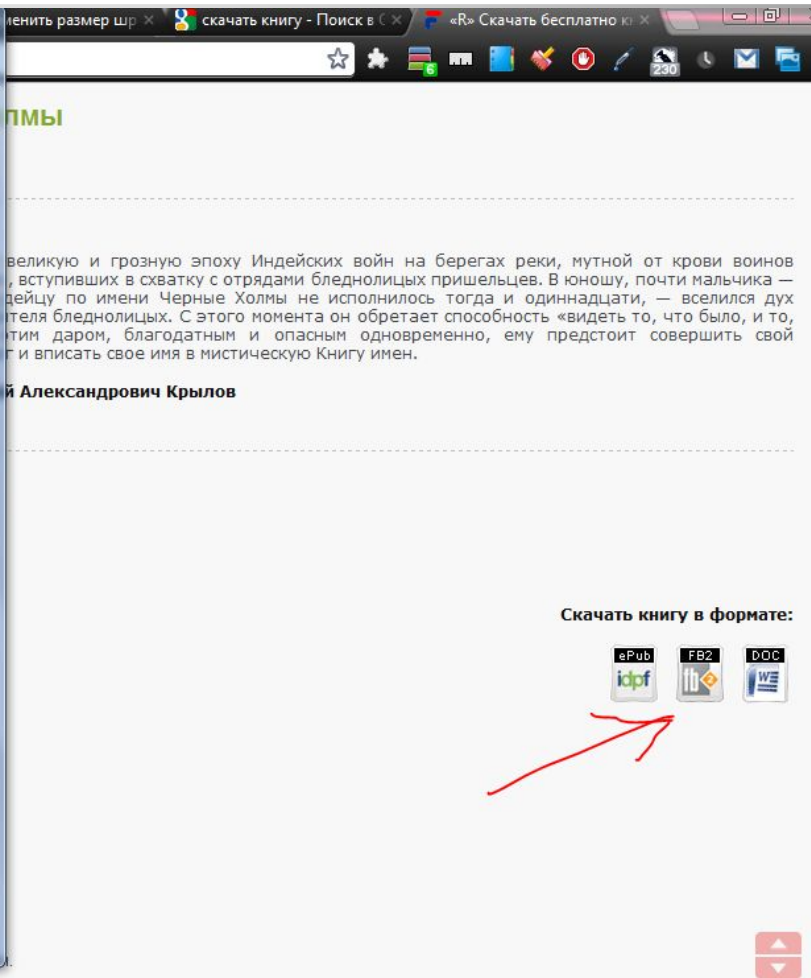 менить размер шр
скачать книгу - Поиск в
«R» Скачать бесплатно к
6
230
лмы
великую и грозную эпоху Индейских войн на берегах реки, мутной от крови воинов
, вступивших в схватку с отрядами бледнолицых пришельцев. В юношу, почти мальчика —
дейцу по имени Черные Холмы не исполнилось тогда и одиннадцати, — вселился дух
ителя бледнолицых. С этого момента он обретает способность «видеть то, что было, и то,
этим даром, благодатным и опасным одновременно, ему предстоит совершить свой
г и вписать свое имя в мистическую Книгу имен.
й Александрович Крылов
Скачать книгу в формате:
ePub FB2 DOC
idpf fb2 W